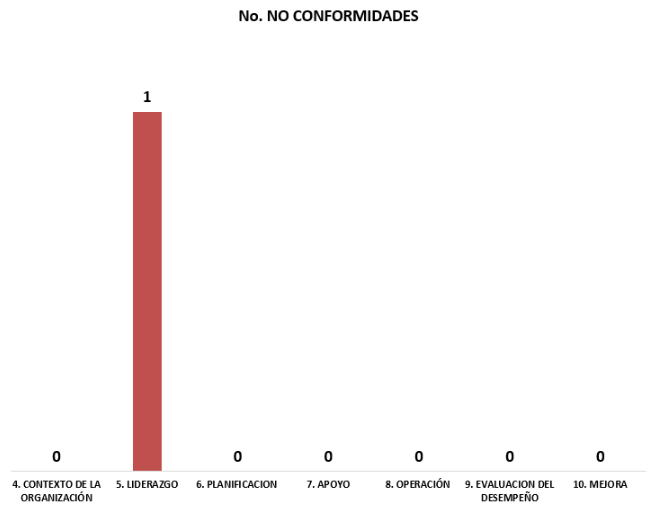 No. NO CONFORMIDADES
1
0
0
0
0
0
0
4. CONTEXTO DE LA
ORGANIZACIÓN
5. LIDERAZGO
6. PLANIFICACION
7. APOYO
8. OPERACIÓN
9. EVALUACION DEL
DESEMPEÑO
10. MEJORA